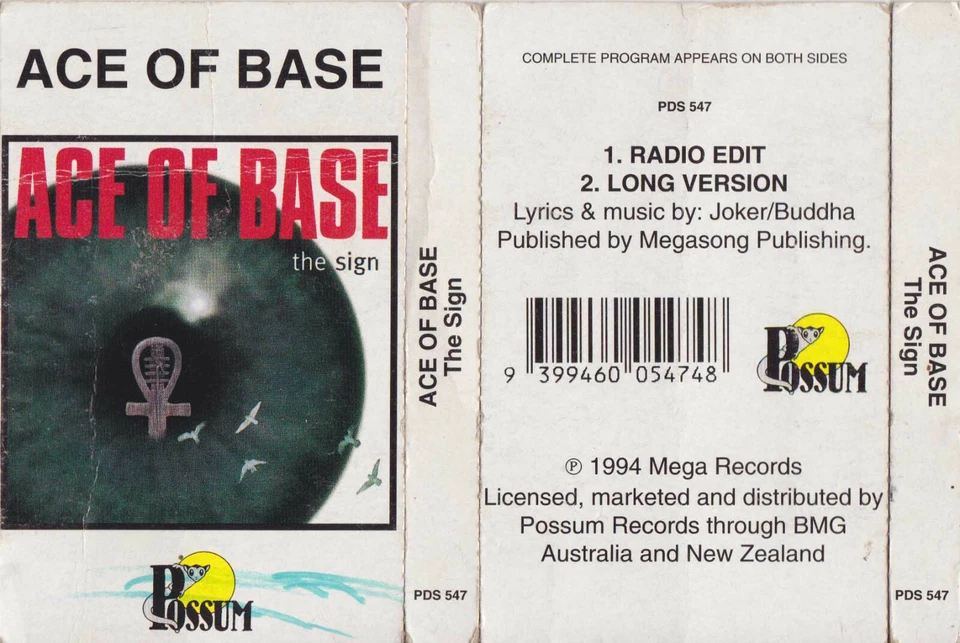 ACE OF BASE
ACE OF BASE
the sign
POSSUM
ACE OF BASE
The Sign
PDS 547
COMPLETE PROGRAM APPEARS ON BOTH SIDES
PDS 547
1. RADIO EDIT
2. LONG VERSION
Lyrics & music by: Joker/Buddha
Published by Megasong Publishing.
9 399460 054748
POSSUM
℗ 1994 Mega Records
Licensed, marketed and distributed by
Possum Records through BMG
Australia and New Zealand
ACE OF BASE
The Sign
PDS 547